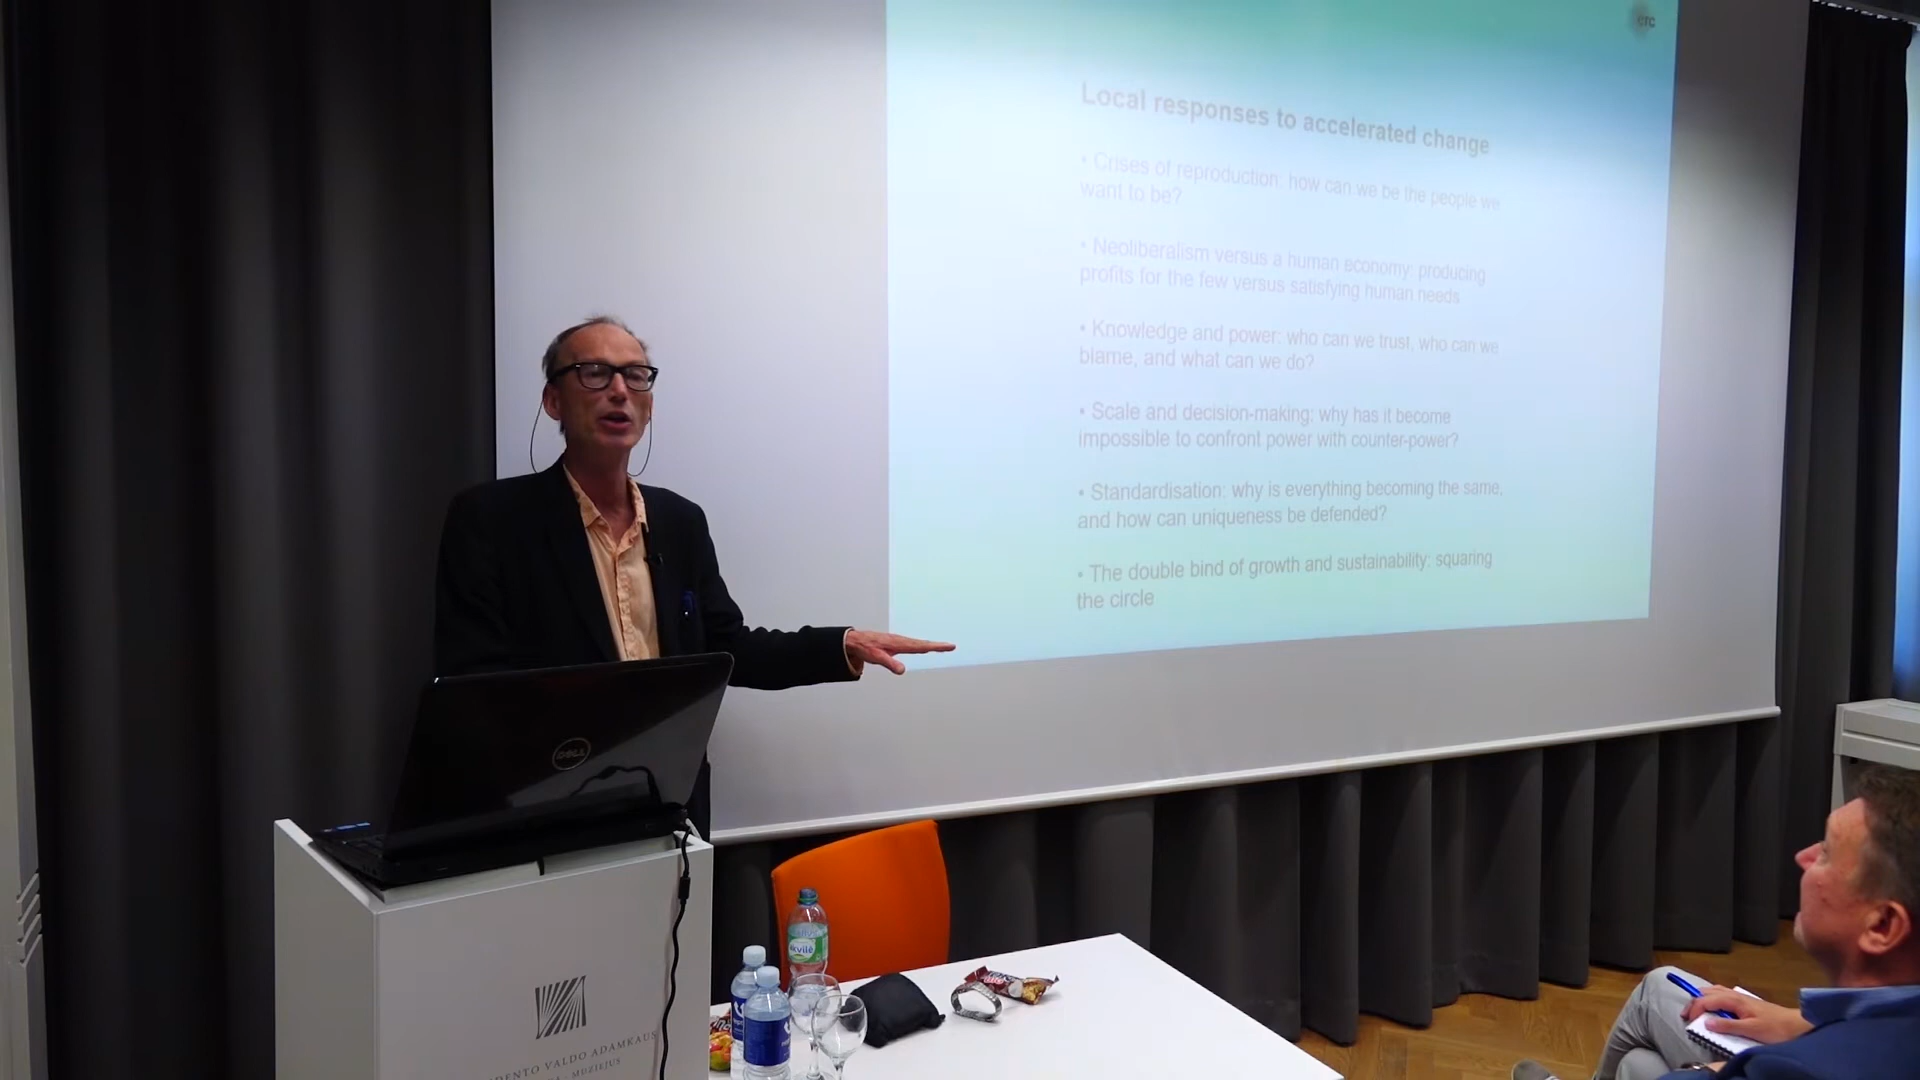 erc
Local responses to accelerated change
• Crises of reproduction: how can we be the people we
want to be?
• Neoliberalism versus a human economy: producing
profits for the few versus satisfying human needs
• Knowledge and power: who can we trust, who can we
blame, and what can we do?
• Scale and decision-making: why has it become
impossible to confront power with counter-power?
• Standardisation: why is everything becoming the same,
and how can uniqueness be defended?
• The double bind of growth and sustainability: squaring
the circle
DELL
DENTO VALDO ADAMKAUS
MUZIEJUS